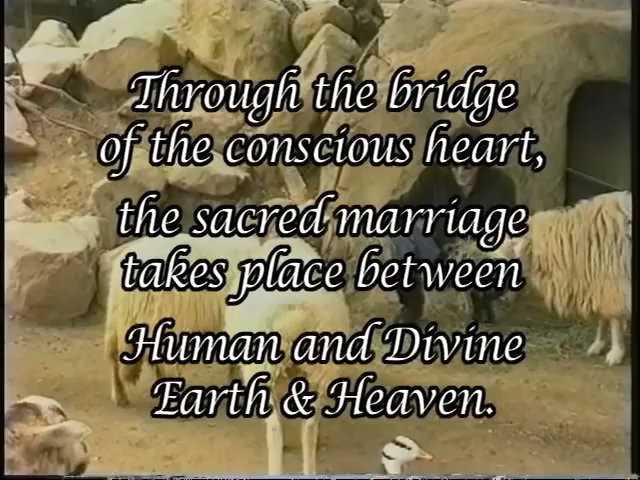 Through the bridge
of the conscious heart,
the sacred marriage
takes place between
Human and Divine
Earth & Heaven.